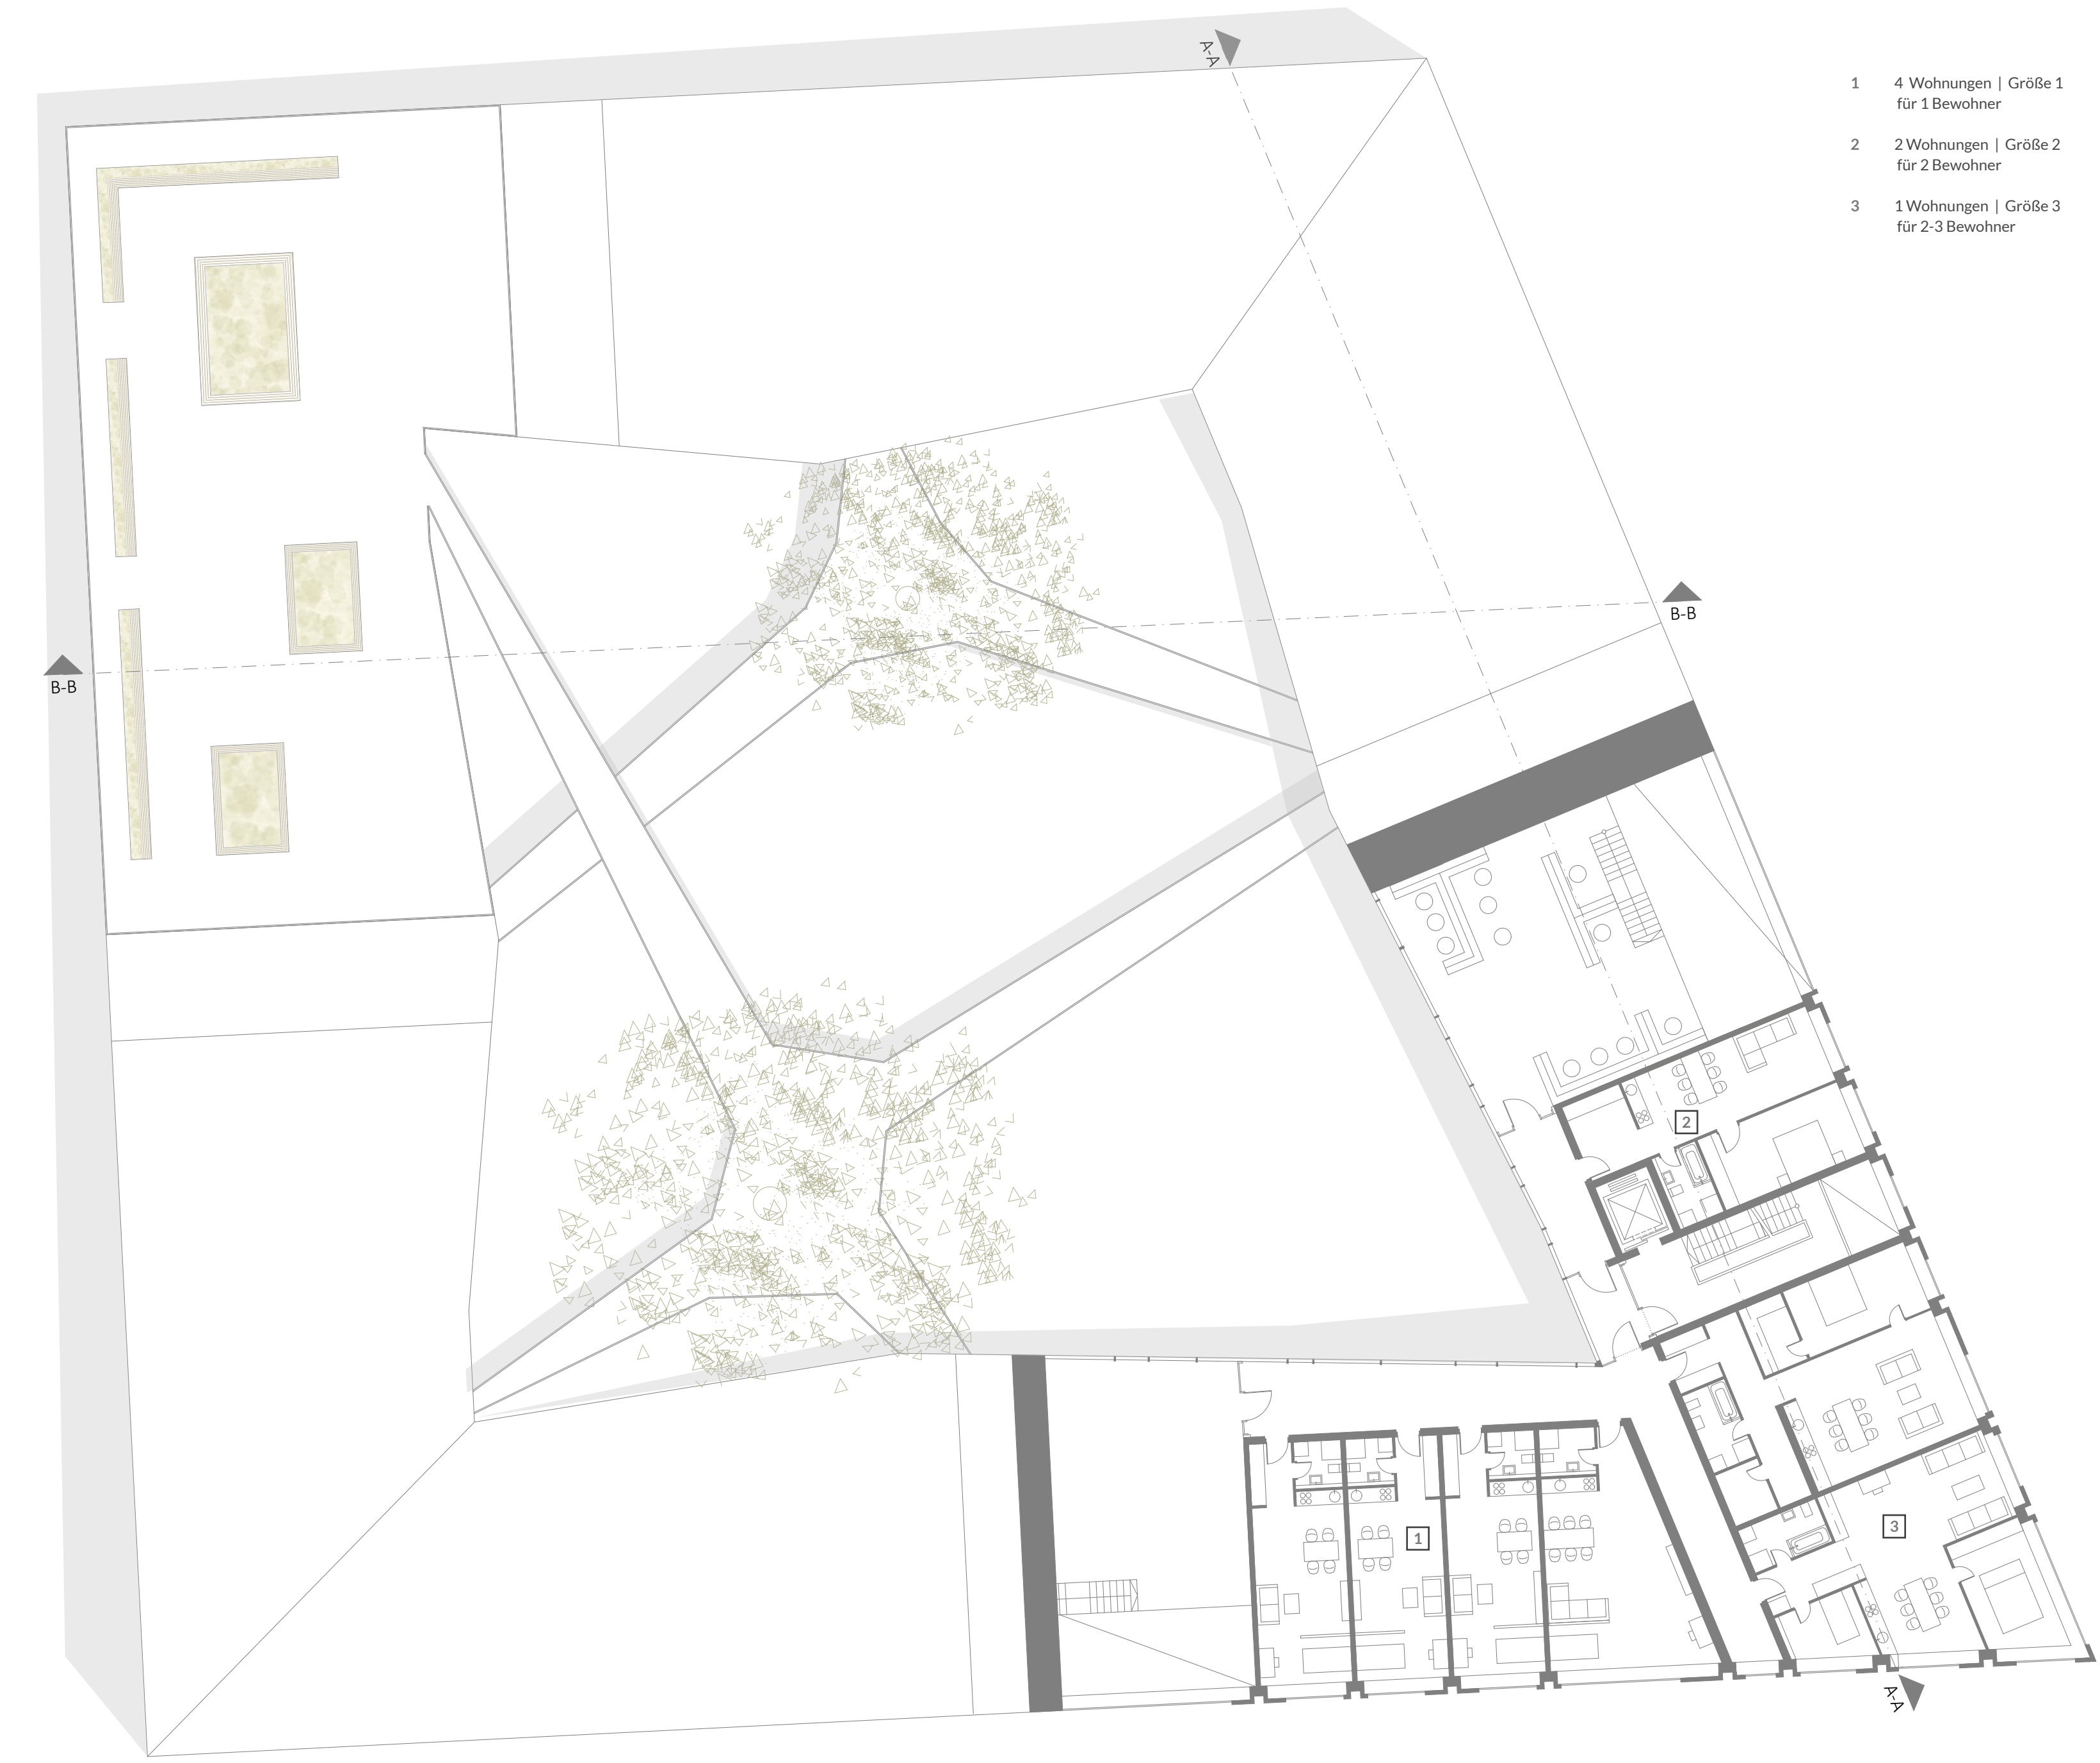 A-A
1 4 Wohnungen | Größe 1
für 1 Bewohner
2 2 Wohnungen | Größe 2
für 2 Bewohner
3 1 Wohnungen | Größe 3
für 2-3 Bewohner
B-B
B-B
2
1
3
A-A